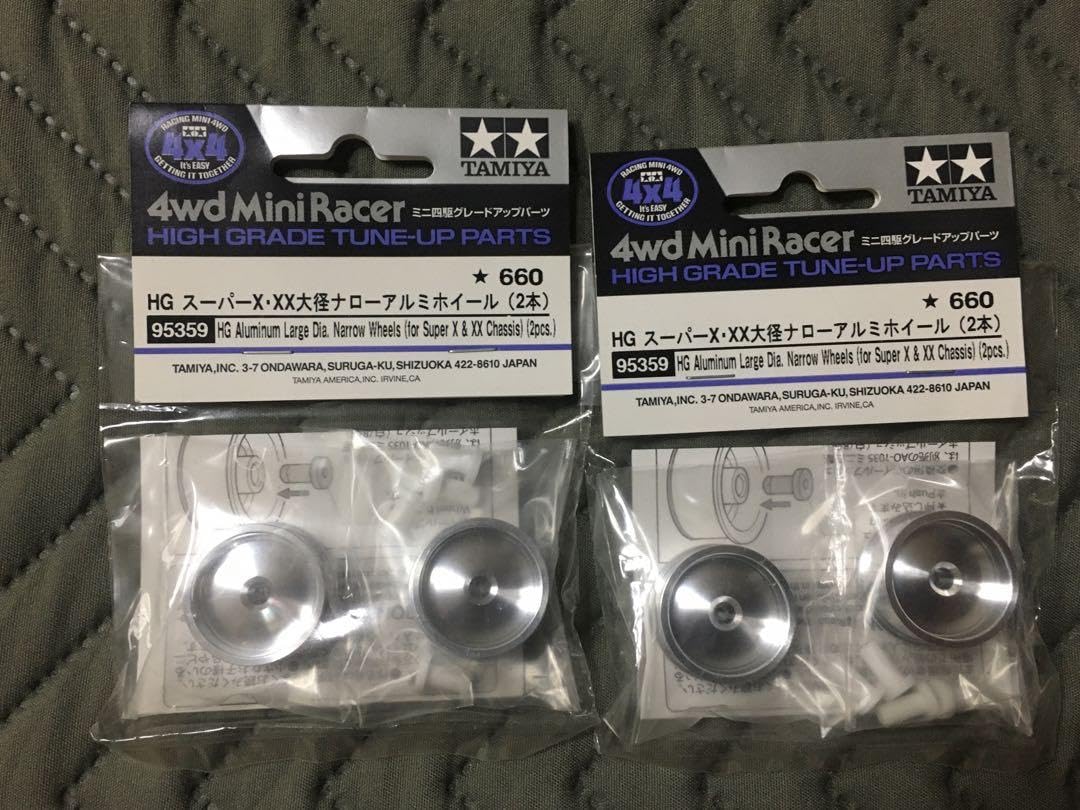 RACING MINI 4WD
4x4
It's EASY
GETTING IT TOGETHER
TAMIYA
4wd Mini Racer ミニ四駆グレードアップパーツ
HIGH GRADE TUNE-UP PARTS
★ 660
HG スーパーX・XX大径ナローアルミホイール(2本)
95359 HG Aluminum Large Dia. Narrow Wheels (for Super X & XX Chassis) (2pcs.)
TAMIYA,INC. 3-7 ONDAWARA,SURUGA-KU,SHIZUOKA 422-8610 JAPAN
TAMIYA AMERICA,INC. IRVINE,CA
RACING MINI 4WD
4x4
It's EASY
GETTING IT TOGETHER
TAMIYA
4wd Mini Racer ミニ四駆グレードアップパーツ
HIGH GRADE TUNE-UP PARTS
★ 660
HG スーパーX・XX大径ナローアルミホイール(2本)
95359 HG Aluminum Large Dia. Narrow Wheels (for Super X & XX Chassis) (2pcs.)
TAMIYA,INC. 3-7 ONDAWARA,SURUGA-KU,SHIZUOKA 422-8610 JAPAN
TAMIYA AMERICA,INC. IRVINE,CA